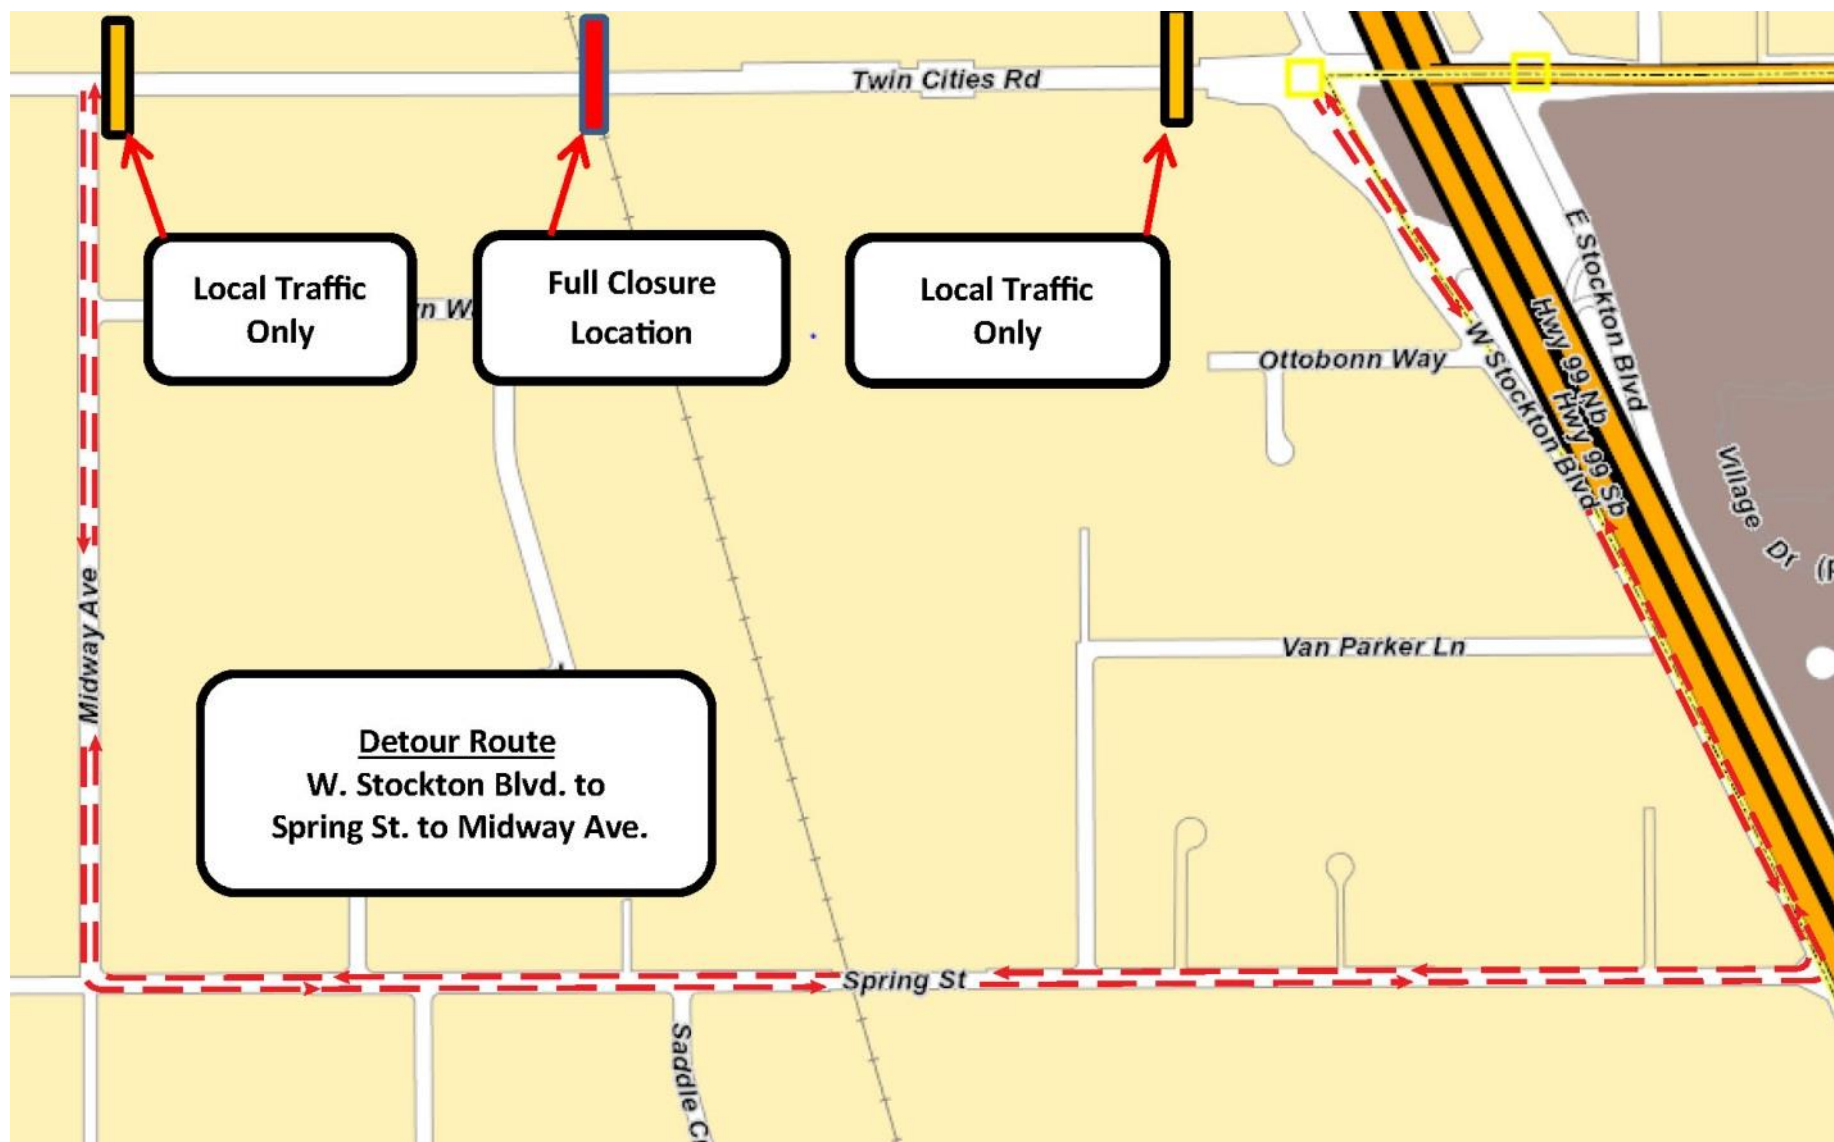 Twin Cities Rd
Local Traffic
Only
Full Closure
Location
Local Traffic
Only
E Stockton Blvd
Hwy 99 Nb
Hwy 99 Sb
W Stockton Blvd
Ottobonn Way
Village Dr
Midway Ave
Van Parker Ln
Detour Route
W. Stockton Blvd. to
Spring St. to Midway Ave.
Spring St
Saddle